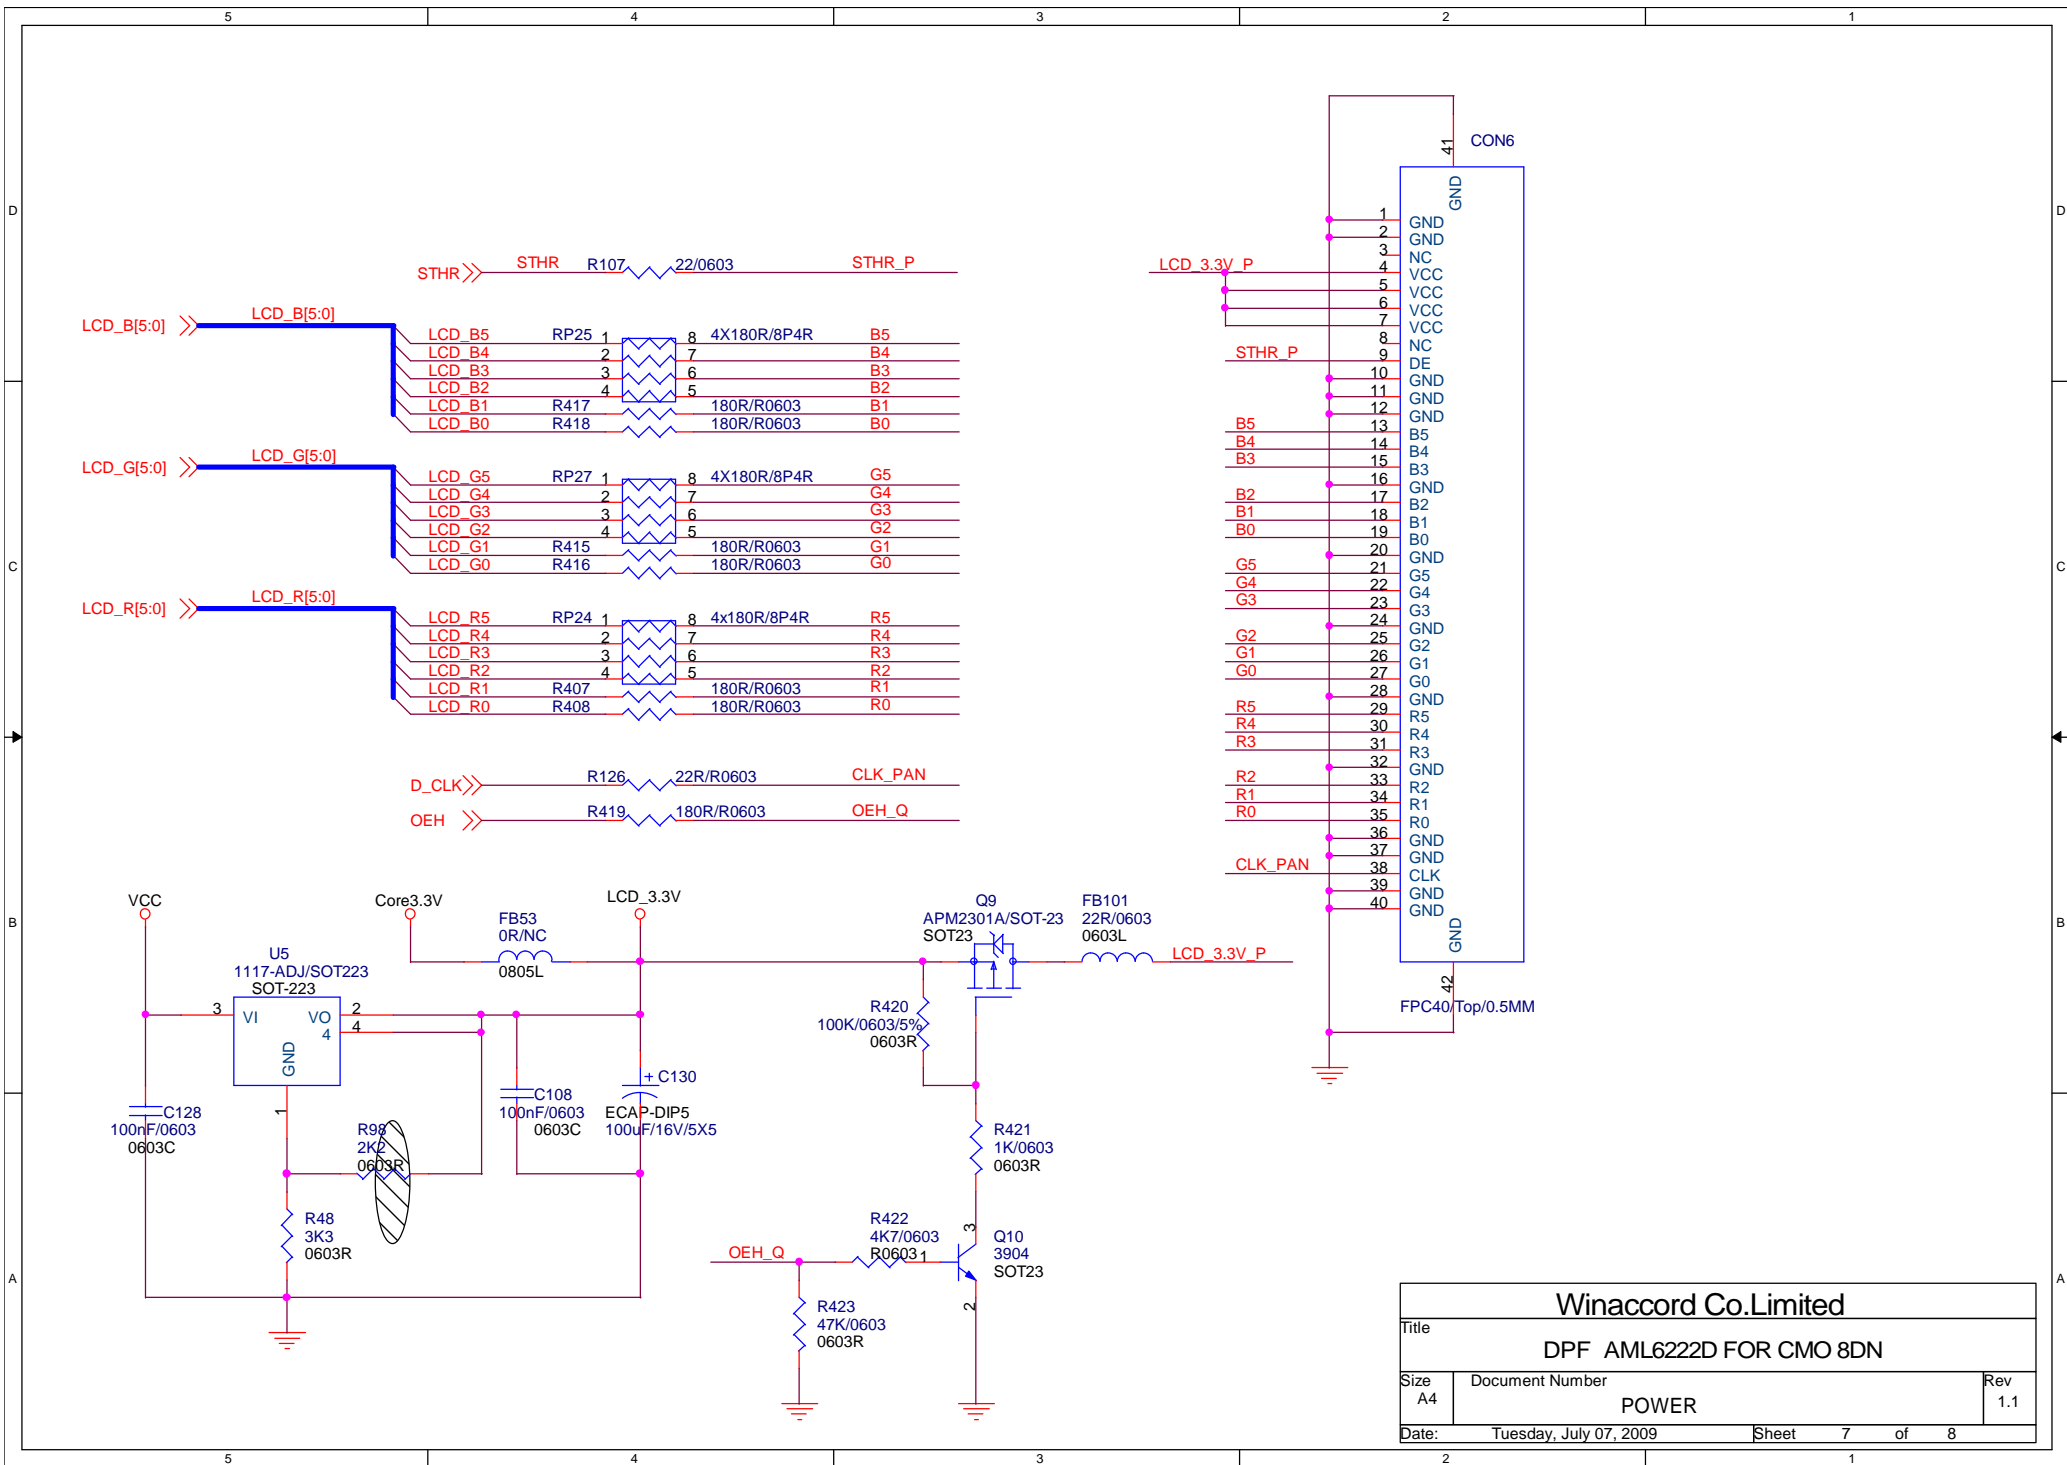 5 4 3 2 1
D D
C C
B B
A A
STHR STHR R107 22/0603 STHR_P
LCD_B[5:0] LCD_B[5:0]
LCD_B5 RP25 1 8 4X180R/8P4R B5
LCD_B4 2 7 B4
LCD_B3 3 6 B3
LCD_B2 4 5 B2
LCD_B1 R417 180R/R0603 B1
LCD_B0 R418 180R/R0603 B0
LCD_G[5:0] LCD_G[5:0]
LCD_G5 RP27 1 8 4X180R/8P4R G5
LCD_G4 2 7 G4
LCD_G3 3 6 G3
LCD_G2 4 5 G2
LCD_G1 R415 180R/R0603 G1
LCD_G0 R416 180R/R0603 G0
LCD_R[5:0] LCD_R[5:0]
LCD_R5 RP24 1 8 4x180R/8P4R R5
LCD_R4 2 7 R4
LCD_R3 3 6 R3
LCD_R2 4 5 R2
LCD_R1 R407 180R/R0603 R1
LCD_R0 R408 180R/R0603 R0
D_CLK R126 22R/R0603 CLK_PAN
OEH R419 180R/R0603 OEH_Q
CON6
41 GND
1 GND
2 GND
3 NC
LCD_3.3V_P 4 VCC
5 VCC
6 VCC
7 VCC
8 NC
STHR_P 9 DE
10 GND
11 GND
12 GND
B5 13 B5
B4 14 B4
B3 15 B3
16 GND
B2 17 B2
B1 18 B1
B0 19 B0
20 GND
G5 21 G5
G4 22 G4
G3 23 G3
24 GND
G2 25 G2
G1 26 G1
G0 27 G0
28 GND
R5 29 R5
R4 30 R4
R3 31 R3
32 GND
R2 33 R2
R1 34 R1
R0 35 R0
36 GND
37 GND
CLK_PAN 38 CLK
39 GND
40 GND
42 GND
FPC40/Top/0.5MM
VCC
Core3.3V
LCD_3.3V
FB53
0R/NC
0805L
U5
1117-ADJ/SOT223
SOT-223
3 VI VO 2
4 4
GND
1
C128
100nF/0603
0603C
R98
2K2
0603R
R48
3K3
0603R
C108
100nF/0603
0603C
+ C130
ECAP-DIP5
100uF/16V/5X5
Q9
APM2301A/SOT-23
SOT23
FB101
22R/0603
0603L
LCD_3.3V_P
R420
100K/0603/5%
0603R
R421
1K/0603
0603R
OEH_Q
R422
4K7/0603
R0603
1
3
2
Q10
3904
SOT23
R423
47K/0603
0603R
Winaccord Co.Limited
Title
DPF AML6222D FOR CMO 8DN
Size Document Number Rev
A4 POWER 1.1
Date: Tuesday, July 07, 2009 Sheet 7 of 8
5 4 3 2 1